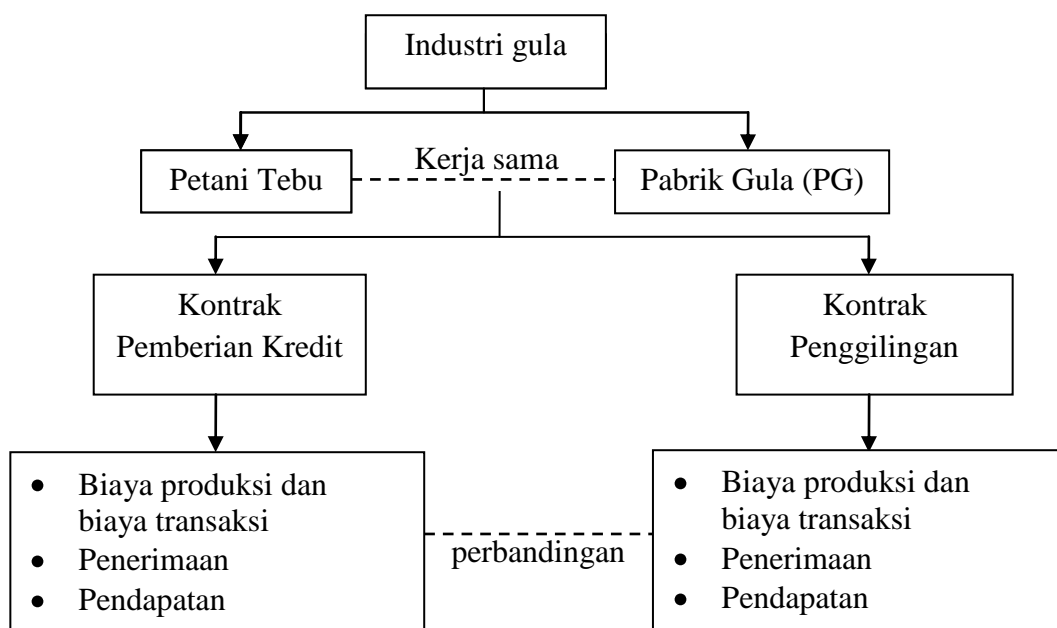 Industri gula
Kerja sama
Petani Tebu
Pabrik Gula (PG)
Kontrak
Pemberian Kredit
Kontrak
Penggilingan
• Biaya produksi dan
biaya transaksi
• Penerimaan
• Pendapatan
perbandingan
• Biaya produksi dan
biaya transaksi
• Penerimaan
• Pendapatan